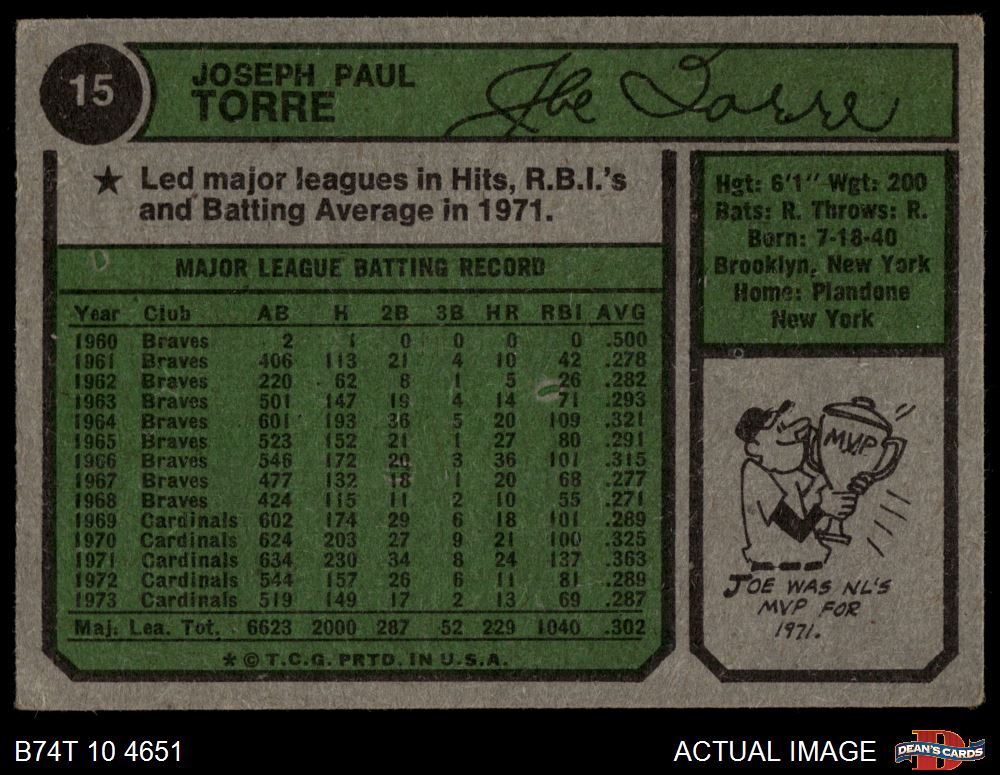 15
JOSEPH PAUL
TORRE
Joe Torre
★ Led major leagues in Hits, R.B.I.'s
and Batting Average in 1971.
MAJOR LEAGUE BATTING RECORD
Year Club AB H 2B 3B HR RBI AVG
1960 Braves 2 1 0 0 0 0 .500
1961 Braves 406 113 21 4 10 42 .278
1962 Braves 220 62 8 1 5 26 .282
1963 Braves 501 147 19 4 14 71 .293
1964 Braves 601 193 36 5 20 109 .321
1965 Braves 523 152 21 1 27 80 .291
1966 Braves 546 172 20 3 36 101 .315
1967 Braves 477 132 18 1 20 68 .277
1968 Braves 424 115 11 2 10 55 .271
1969 Cardinals 602 174 29 6 18 101 .289
1970 Cardinals 624 203 27 9 21 100 .325
1971 Cardinals 634 230 34 8 24 137 .363
1972 Cardinals 544 157 26 6 11 81 .289
1973 Cardinals 519 149 17 2 13 69 .287
Maj. Lea. Tot. 6623 2000 287 52 229 1040 .302
★ © T.C.G. PRTD. IN U.S.A.
Hgt: 6'1" Wgt: 200
Bats: R. Throws: R.
Born: 7-18-40
Brooklyn, New York
Home: Plandone
New York
MVP
JOE WAS NL'S
MVP FOR
1971.
B74T 10 4651
ACTUAL IMAGE
D
DEAN'S CARDS